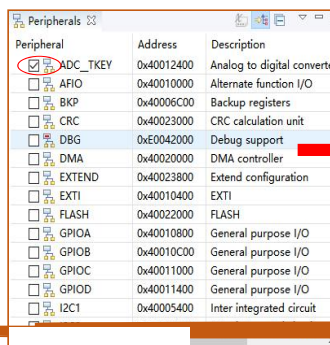 Peripherals
Peripheral Address Description
ADC_TKEY 0x40012400 Analog to digital converte
AFIO 0x40010000 Alternate function I/O
BKP 0x40006C00 Backup registers
CRC 0x40023000 CRC calculation unit
DBG 0xE0042000 Debug support
DMA 0x40020000 DMA controller
EXTEND 0x40023800 Extend configuration
EXTI 0x40010400 EXTI
FLASH 0x40022000 FLASH
GPIOA 0x40010800 General purpose I/O
GPIOB 0x40010C00 General purpose I/O
GPIOC 0x40011000 General purpose I/O
GPIOD 0x40011400 General purpose I/O
I2C1 0x40005400 Inter integrated circuit